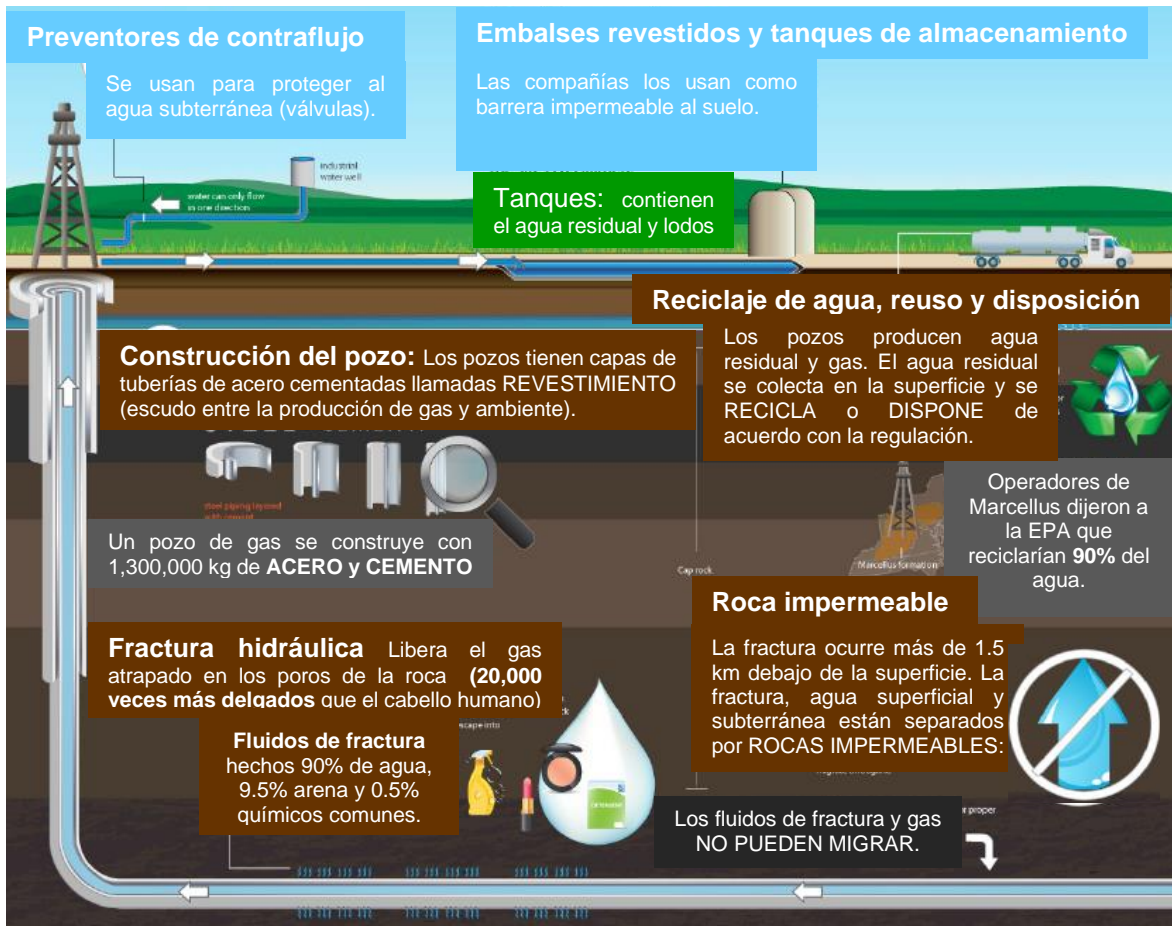 Preventores de contraflujo
Se usan para proteger al
agua subterránea (válvulas).
Embalses revestidos y tanques de almacenamiento
Las compañías los usan como
barrera impermeable al suelo.
industrial
water well
water can only flow
in one direction
Tanques: contienen
el agua residual y lodos
Reciclaje de agua, reuso y disposición
Los pozos producen agua
residual y gas. El agua residual
se colecta en la superficie y se
RECICLA o DISPONE de
acuerdo con la regulación.
Construcción del pozo: Los pozos tienen capas de
tuberías de acero cementadas llamadas REVESTIMIENTO
(escudo entre la producción de gas y ambiente).
steel piping layered
with cement
Un pozo de gas se construye con
1,300,000 kg de ACERO y CEMENTO
Operadores de
Marcellus dijeron a
la EPA que
reciclarían 90% del
agua.
Marcellus formation
Cap rock
Roca impermeable
La fractura ocurre más de 1.5
km debajo de la superficie. La
fractura, agua superficial y
subterránea están separados
por ROCAS IMPERMEABLES:
Fractura hidráulica Libera el gas
atrapado en los poros de la roca (20,000
veces más delgados que el cabello humano)
escape into
Fluidos de fractura
hechos 90% de agua,
9.5% arena y 0.5%
químicos comunes.
DETERGENT
Los fluidos de fractura y gas
NO PUEDEN MIGRAR.
proper